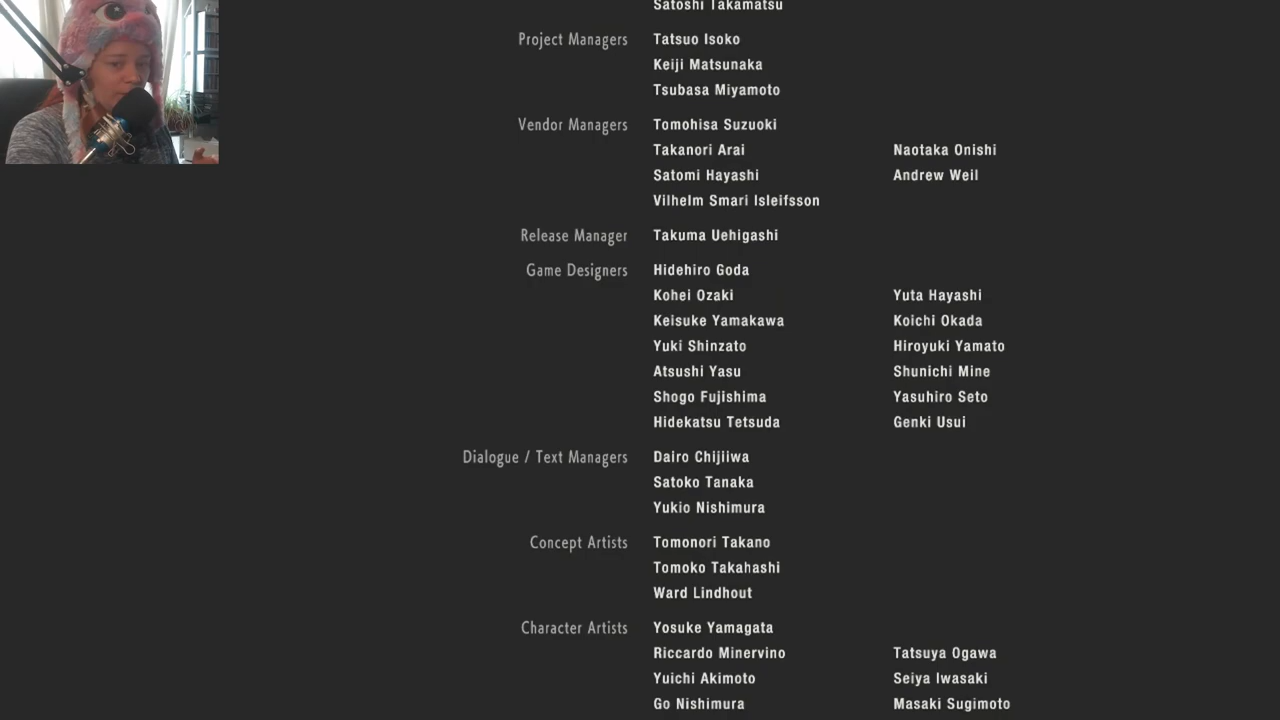 Satoshi Takamatsu
Project Managers Tatsuo Isoko
Keiji Matsunaka
Tsubasa Miyamoto
Vendor Managers Tomohisa Suzuoki
Takanori Arai Naotaka Onishi
Satomi Hayashi Andrew Weil
Vilhelm Smari Isleifsson
Release Manager Takuma Uehigashi
Game Designers Hidehiro Goda
Kohei Ozaki Yuta Hayashi
Keisuke Yamakawa Koichi Okada
Yuki Shinzato Hiroyuki Yamato
Atsushi Yasu Shunichi Mine
Shogo Fujishima Yasuhiro Seto
Hidekatsu Tetsuda Genki Usui
Dialogue / Text Managers Dairo Chijiiwa
Satoko Tanaka
Yukio Nishimura
Concept Artists Tomonori Takano
Tomoko Takahashi
Ward Lindhout
Character Artists Yosuke Yamagata
Riccardo Minervino Tatsuya Ogawa
Yuichi Akimoto Seiya Iwasaki
Go Nishimura Masaki Sugimoto